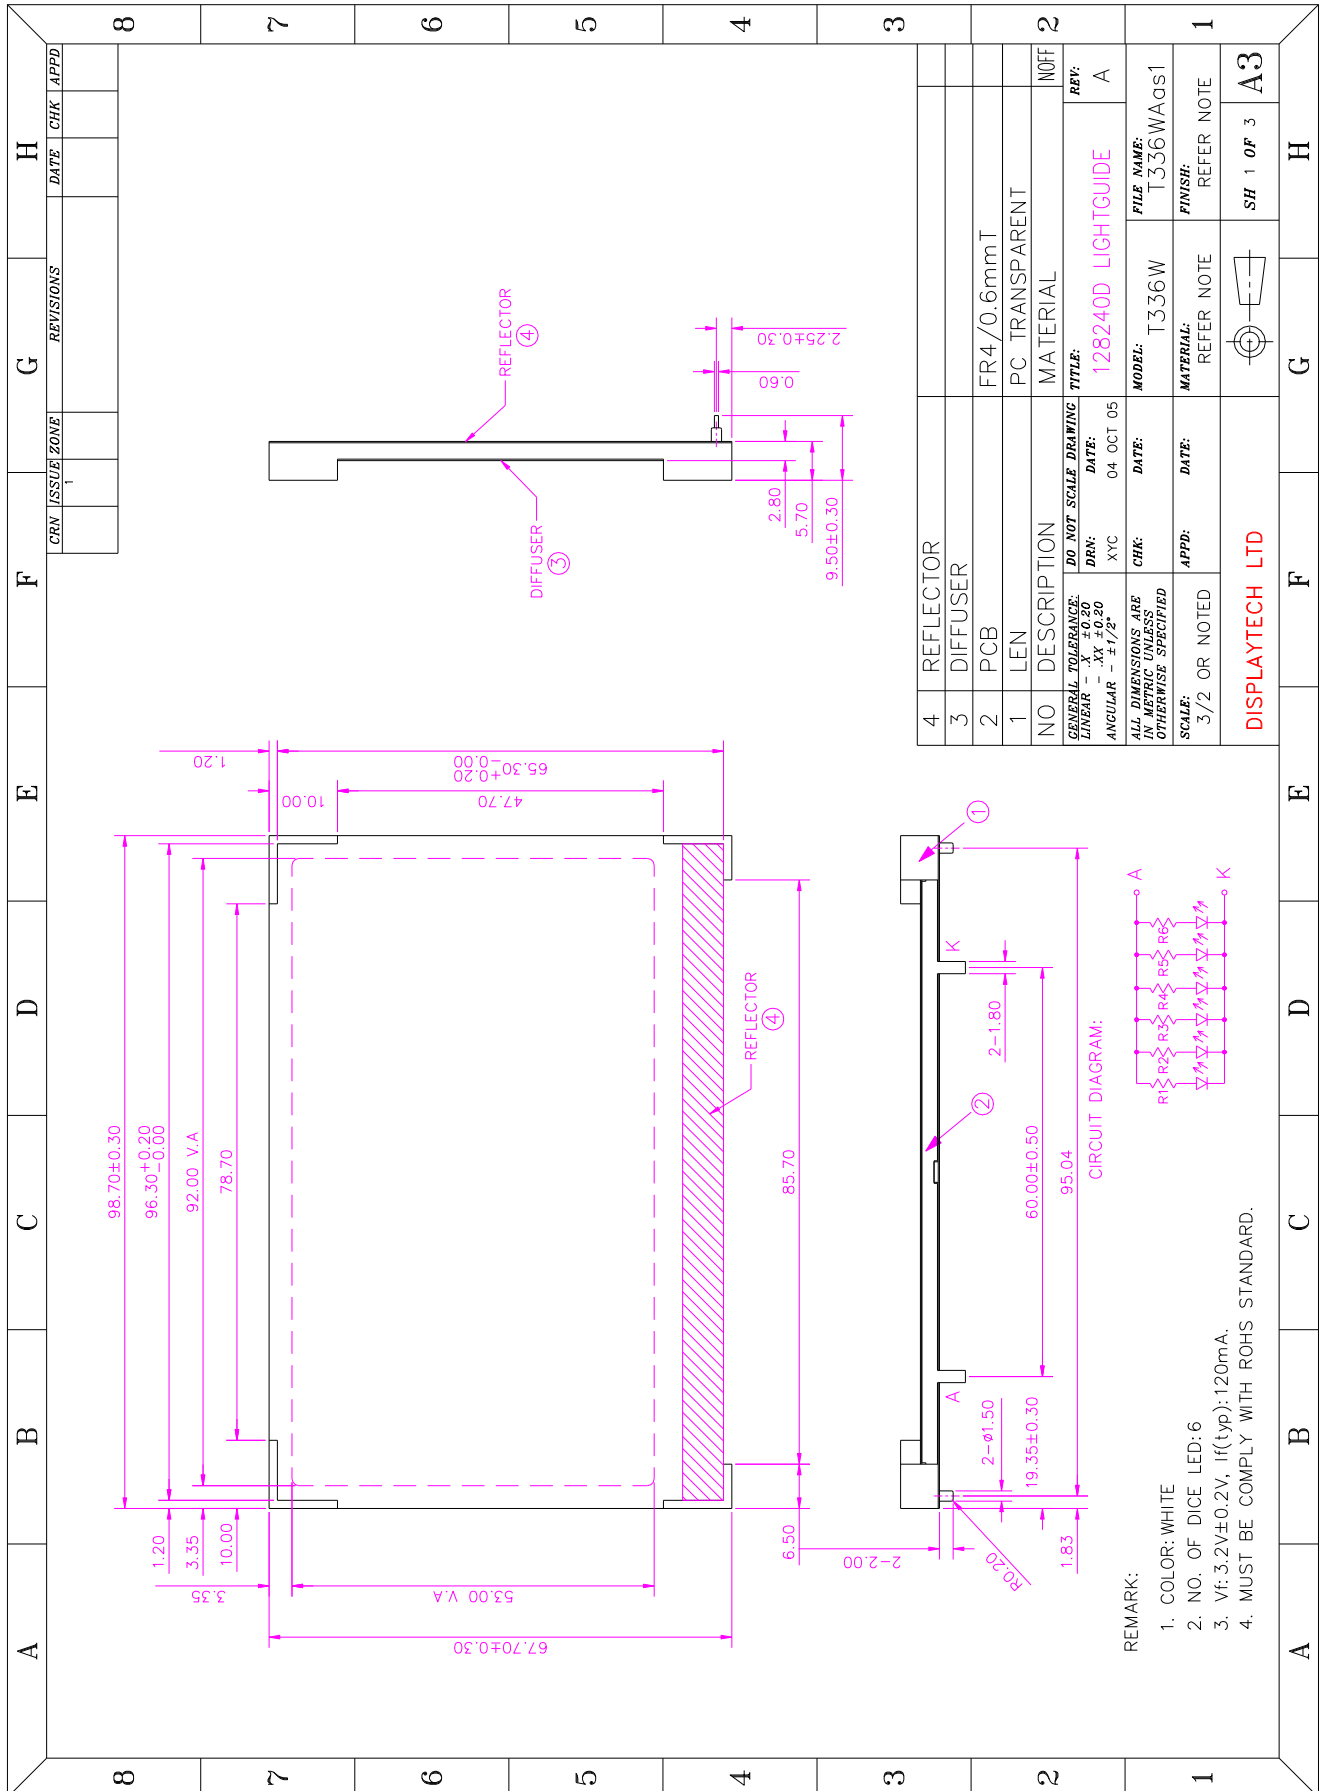 A B C D E F G H
8
7
6
5
4
3
2
1
CRN ISSUE ZONE REVISIONS DATE CHK APPD
1
98.70±0.30
96.30+0.20-0.00
92.00 V.A
78.70
1.20
3.35
10.00
3.35
53.00 V.A
67.70±0.30
1.20
10.00
65.30+0.20-0.00
47.70
REFLECTOR
4
85.70
6.50
DIFFUSER
3
REFLECTOR
4
2.80
5.70
9.50±0.30
0.60
2.25±0.30
1
2
A
K
2-2.00
R0.20
2-ø1.50
19.35±0.30
1.83
2-1.80
60.00±0.50
95.04
CIRCUIT DIAGRAM:
R1 R2 R3 R4 R5 R6
A
K
REMARK:
1. COLOR: WHITE
2. NO. OF DICE LED: 6
3. Vf: 3.2V±0.2V, If(typ): 120mA.
4. MUST BE COMPLY WITH ROHS STANDARD.
4 REFLECTOR
3 DIFFUSER
2 PCB FR4/0.6mmT
1 LEN PC TRANSPARENT
NO DESCRIPTION MATERIAL NOFF
GENERAL TOLERANCE:
LINEAR - .X ±0.20
- .XX ±0.20
ANGULAR - ±1/2°
DO NOT SCALE DRAWING
DRN: DATE:
XYC 04 OCT 05
TITLE:
128240D LIGHTGUIDE
REV:
A
ALL DIMENSIONS ARE
IN METRIC UNLESS
OTHERWISE SPECIFIED
CHK: DATE:
MODEL:
T336W
FILE NAME:
T336WAas1
SCALE:
3/2 OR NOTED
APPD: DATE:
MATERIAL:
REFER NOTE
FINISH:
REFER NOTE
DISPLAYTECH LTD
SH 1 OF 3
A3
8
7
6
5
4
3
2
1
A B C D E F G H